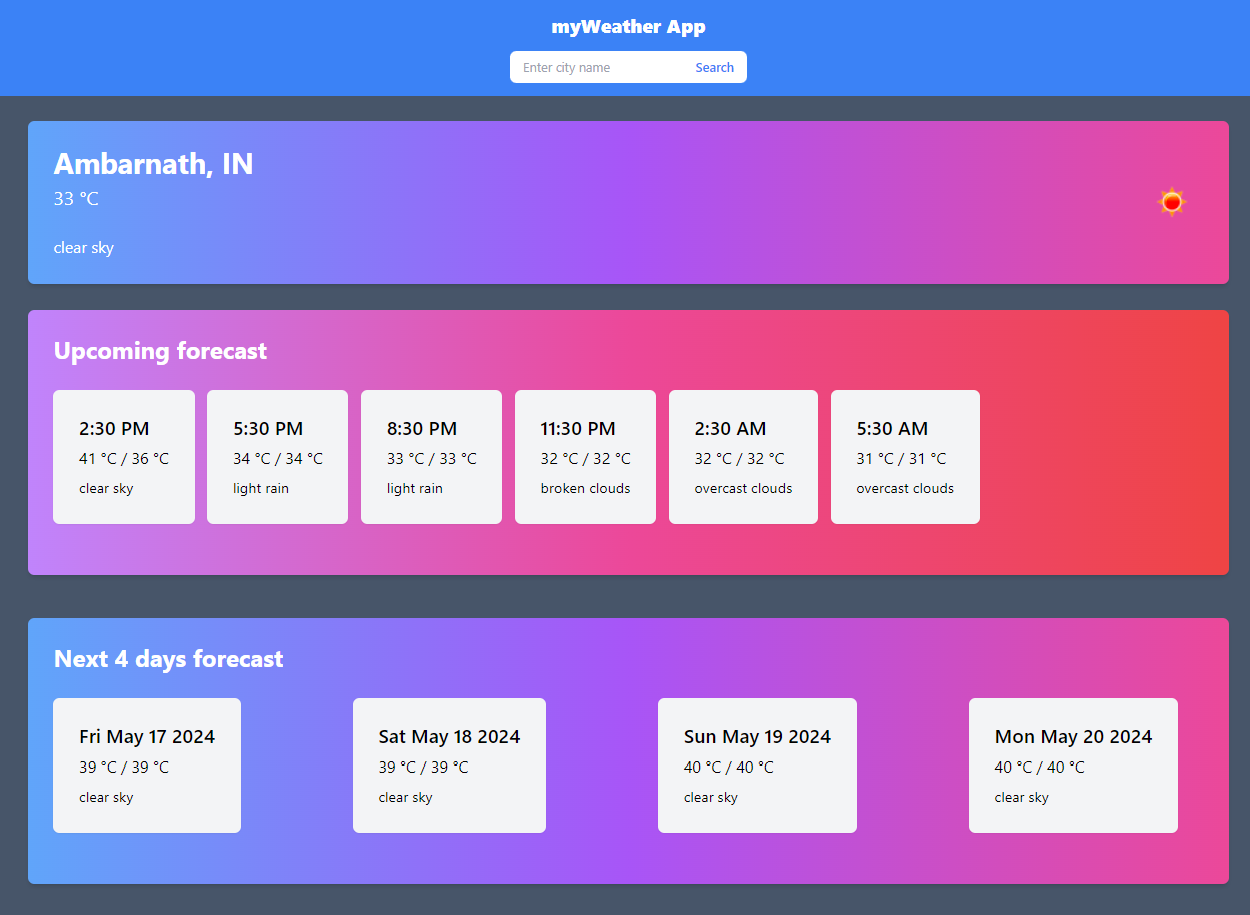 myWeather App
Enter city name Search
Ambarnath, IN
33 °C
clear sky
Upcoming forecast
2:30 PM
41 °C / 36 °C
clear sky
5:30 PM
34 °C / 34 °C
light rain
8:30 PM
33 °C / 33 °C
light rain
11:30 PM
32 °C / 32 °C
broken clouds
2:30 AM
32 °C / 32 °C
overcast clouds
5:30 AM
31 °C / 31 °C
overcast clouds
Next 4 days forecast
Fri May 17 2024
39 °C / 39 °C
clear sky
Sat May 18 2024
39 °C / 39 °C
clear sky
Sun May 19 2024
40 °C / 40 °C
clear sky
Mon May 20 2024
40 °C / 40 °C
clear sky